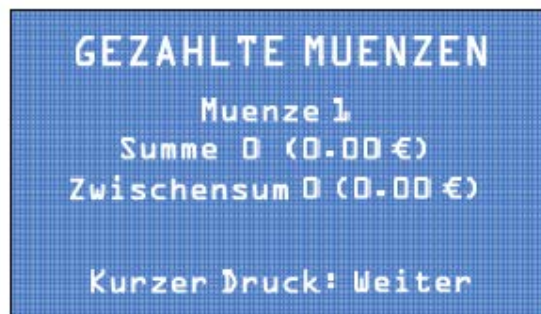 GEZAHLTE MUENZEN
Muenze 1
Summe 0 (0.00 €)
Zwischensum 0 (0.00 €)
Kurzer Druck: Weiter